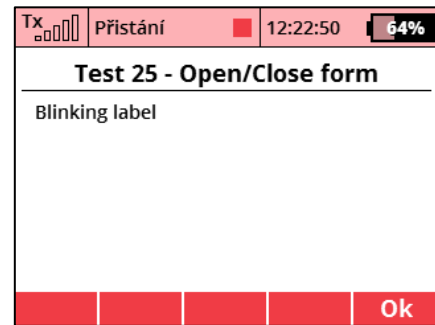 Tx Přistání 12:22:50 64%
Test 25 - Open/Close form
Blinking label
Ok